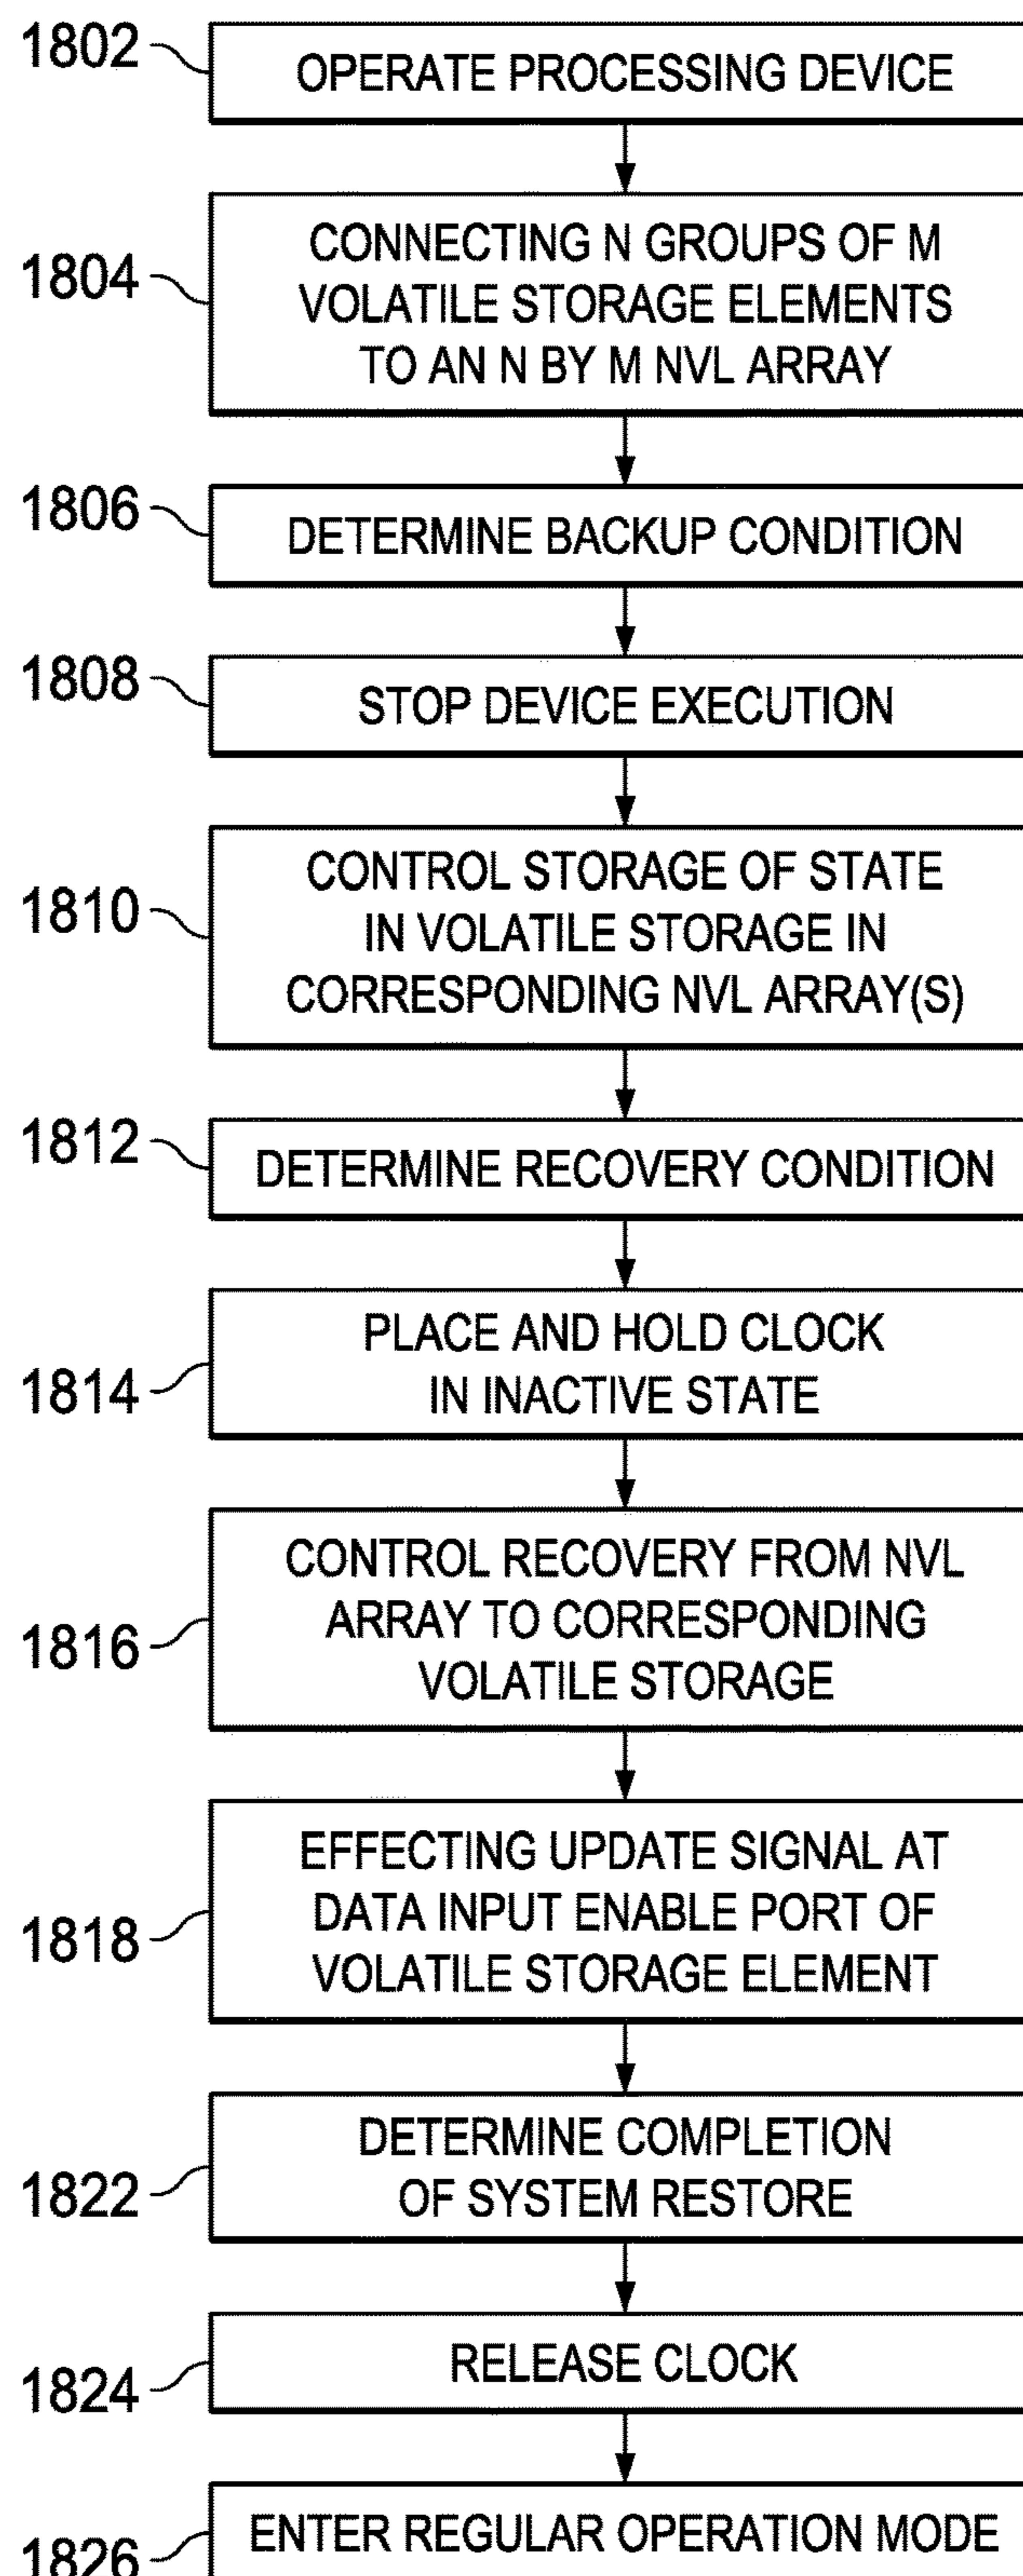 1802
OPERATE PROCESSING DEVICE
1804
CONNECTING N GROUPS OF M
VOLATILE STORAGE ELEMENTS
TO AN N BY M NVL ARRAY
1806
DETERMINE BACKUP CONDITION
1808
STOP DEVICE EXECUTION
1810
CONTROL STORAGE OF STATE
IN VOLATILE STORAGE IN
CORRESPONDING NVL ARRAY(S)
1812
DETERMINE RECOVERY CONDITION
1814
PLACE AND HOLD CLOCK
IN INACTIVE STATE
1816
CONTROL RECOVERY FROM NVL
ARRAY TO CORRESPONDING
VOLATILE STORAGE
1818
EFFECTING UPDATE SIGNAL AT
DATA INPUT ENABLE PORT OF
VOLATILE STORAGE ELEMENT
1822
DETERMINE COMPLETION
OF SYSTEM RESTORE
1824
RELEASE CLOCK
1826
ENTER REGULAR OPERATION MODE